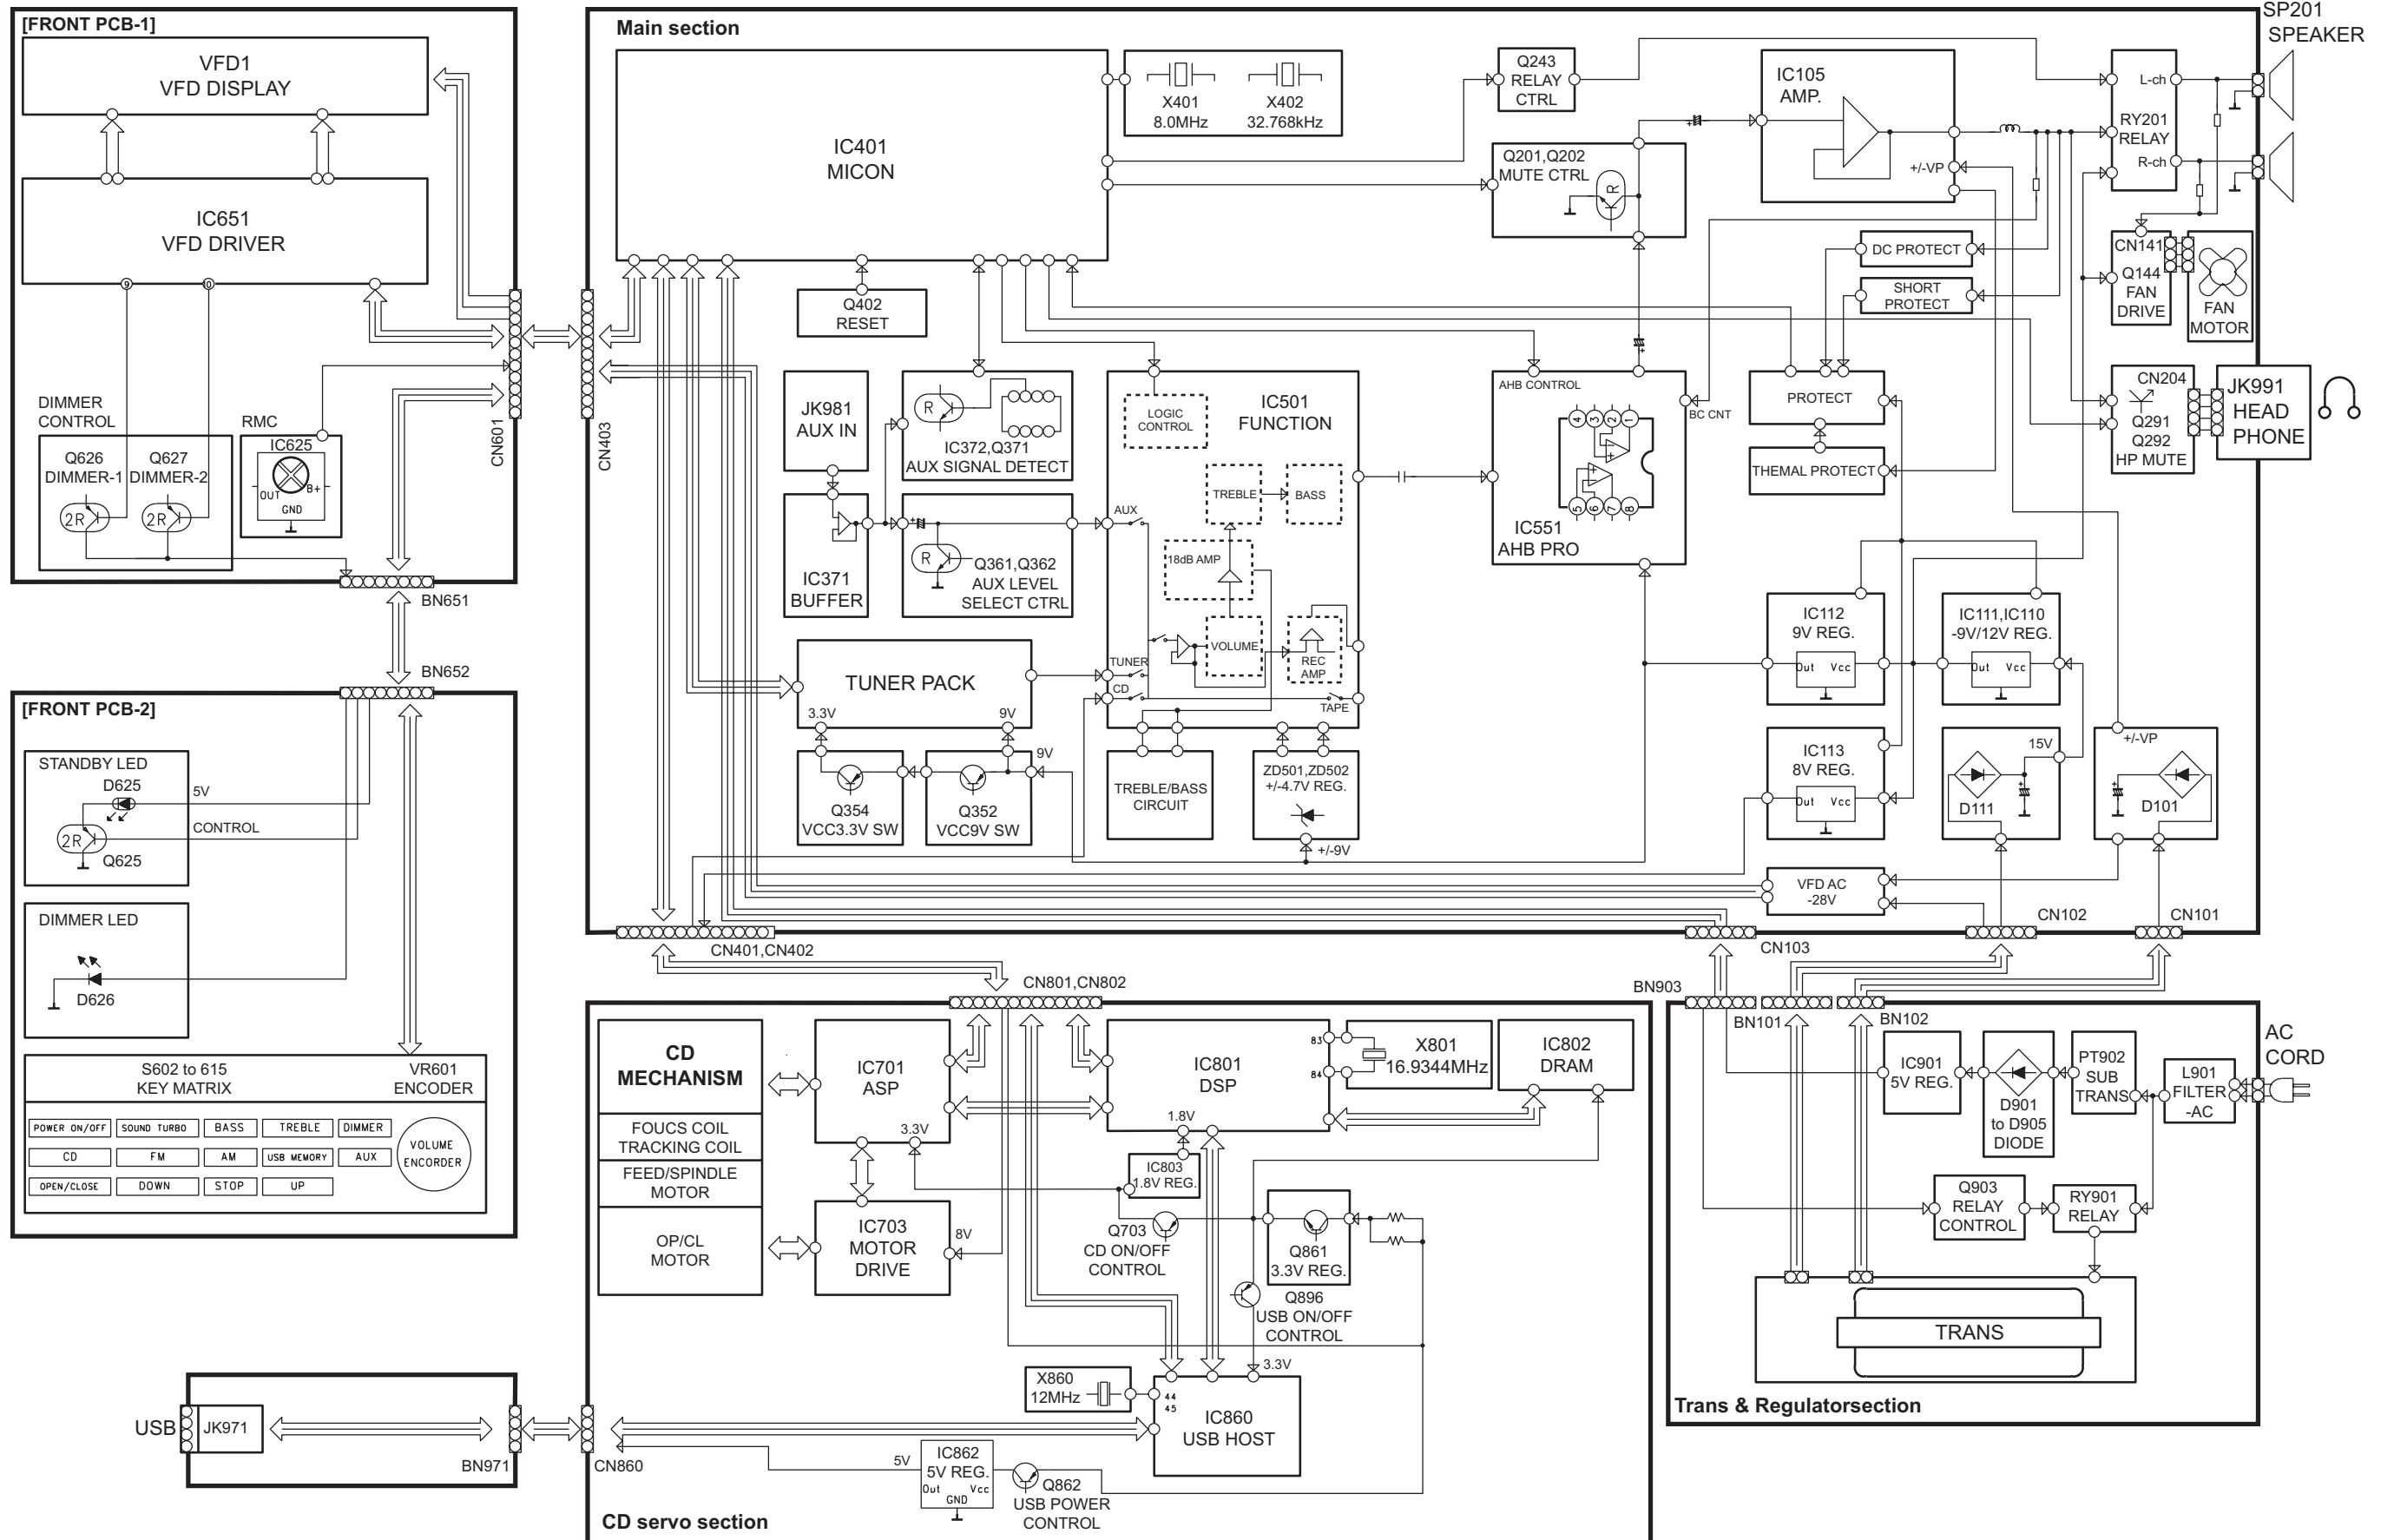 [FRONT PCB-1]
VFD1
VFD DISPLAY
IC651
VFD DRIVER
9
DIMMER
CONTROL
Q626
DIMMER-1
Q627
DIMMER-2
2R
2R
RMC
IC625
OUT
B+
GND
CN601
BN651
BN652
[FRONT PCB-2]
STANDBY LED
D625
5V
CONTROL
2R
Q625
DIMMER LED
D626
S602 to 615
KEY MATRIX
VR601
ENCODER
POWER ON/OFF
SOUND TURBO
BASS
TREBLE
DIMMER
CD
FM
AM
USB MEMORY
AUX
OPEN/CLOSE
DOWN
STOP
UP
VOLUME
ENCORDER
USB
JK971
BN971
Main section
IC401
MICON
X401
8.0MHz
X402
32.768kHz
Q243
RELAY
CTRL
Q201,Q202
MUTE CTRL
R
IC105
AMP.
+/-VP
RY201
RELAY
L-ch
R-ch
SP201
SPEAKER
CN141
Q144
FAN
DRIVE
FAN
MOTOR
DC PROTECT
SHORT
PROTECT
Q402
RESET
CN403
JK981
AUX IN
R
IC372,Q371
AUX SIGNAL DETECT
IC371
BUFFER
R
Q361,Q362
AUX LEVEL
SELECT CTRL
IC501
FUNCTION
LOGIC
CONTROL
TREBLE
BASS
AUX
18dB AMP
VOLUME
REC
AMP
TUNER
CD
TAPE
AHB CONTROL
BC CNT
4
3
2
1
5
6
7
8
IC551
AHB PRO
PROTECT
THEMAL PROTECT
CN204
Q291
Q292
HP MUTE
JK991
HEAD
PHONE
TUNER PACK
3.3V
9V
9V
Q354
VCC3.3V SW
Q352
VCC9V SW
TREBLE/BASS
CIRCUIT
ZD501,ZD502
+/-4.7V REG.
+/-9V
IC112
9V REG.
Out
Vcc
IC111,IC110
-9V/12V REG.
Out
Vcc
IC113
8V REG.
Out
Vcc
15V
D111
+/-VP
D101
VFD AC
-28V
CN401,CN402
CN103
CN102
CN101
CN801,CN802
CD
MECHANISM
FOUCS COIL
TRACKING COIL
FEED/SPINDLE
MOTOR
OP/CL
MOTOR
IC701
ASP
3.3V
IC703
MOTOR
DRIVE
8V
IC801
DSP
1.8V
83
84
X801
16.9344MHz
IC802
DRAM
IC803
1.8V REG.
Q703
CD ON/OFF
CONTROL
Q861
3.3V REG.
Q896
USB ON/OFF
CONTROL
3.3V
X860
12MHz
44
45
IC860
USB HOST
CN860
5V
IC862
5V REG.
Out
Vcc
GND
Q862
USB POWER
CONTROL
CD servo section
BN903
BN101
BN102
IC901
5V REG.
D901
to D905
DIODE
PT902
SUB
TRANS
L901
FILTER
-AC
AC
CORD
Q903
RELAY
CONTROL
RY901
RELAY
TRANS
Trans & Regulatorsection